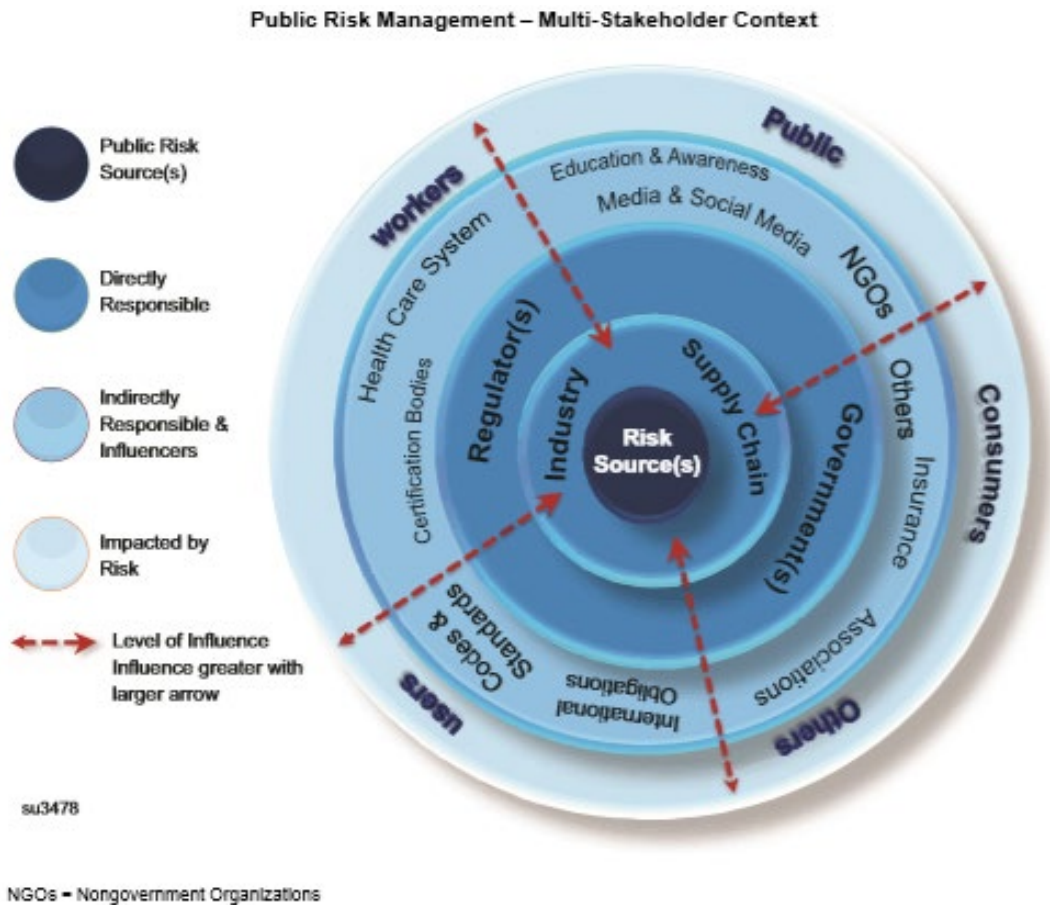 Public Risk Management – Multi-Stakeholder Context
Public Risk
Source(s)
Directly
Responsible
Indirectly
Responsible &
Influencers
Impacted by
Risk
Level of Influence
Influence greater with
larger arrow
su3478
NGOs = Nongovernment Organizations
Public
workers
Consumers
users
Others
Education & Awareness
Media & Social Media
Health Care System
NGOs
Others
Insurance
Certification Bodies
Codes &
Standards
International
Obligations
Associations
Regulator(s)
Government(s)
Industry
Supply Chain
Risk
Source(s)